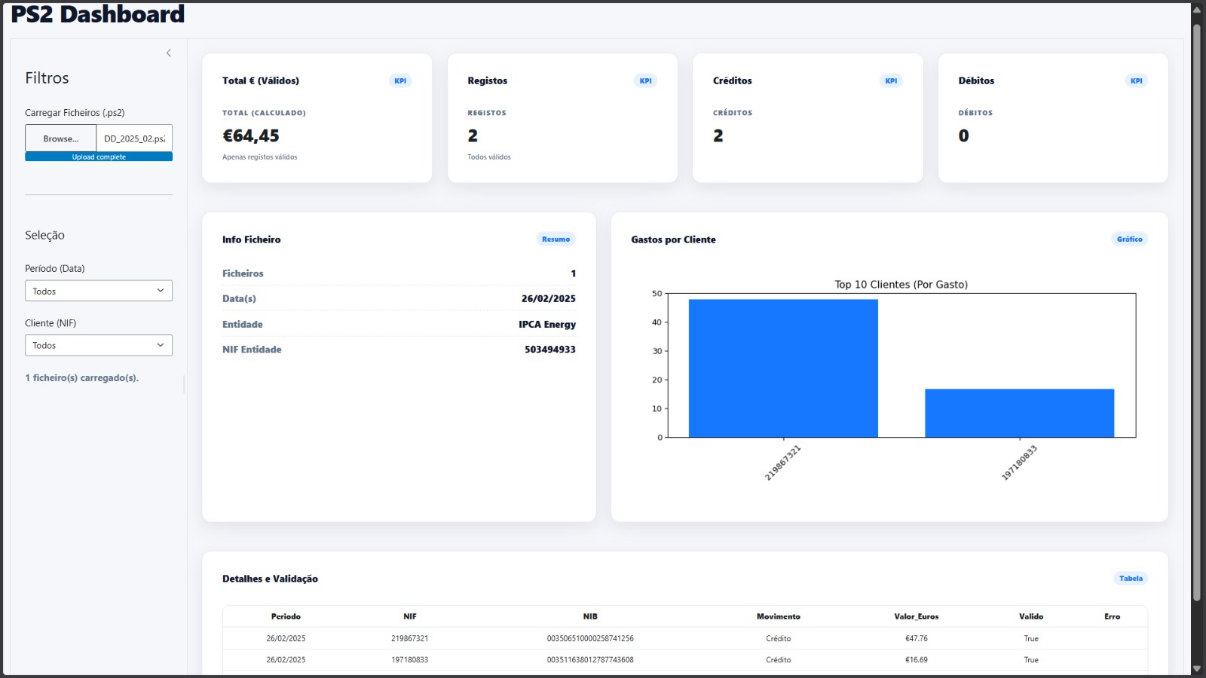 PS2 Dashboard
Filtros
Carregar Ficheiros (.ps2)
Browse... DD_2025_02.ps2
Upload complete
Seleção
Período (Data)
Todos
Cliente (NIF)
Todos
1 ficheiro(s) carregado(s).
Total € (Válidos) KPI
TOTAL (CALCULADO)
€64,45
Apenas registos válidos
Registos KPI
REGISTOS
2
Todos válidos
Créditos KPI
CRÉDITOS
2
Débitos KPI
DÉBITOS
0
Info Ficheiro Resumo
Ficheiros 1
Data(s) 26/02/2025
Entidade IPCA Energy
NIF Entidade 503494933
Gastos por Cliente Gráfico
Top 10 Clientes (Por Gasto)
50
40
30
20
10
0
219867321 197180833
Detalhes e Validação Tabela
Periodo NIF NIB Movimento Valor_Euros Valido Erro
26/02/2025 219867321 003506510000258741256 Crédito €47.76 True
26/02/2025 197180833 003511638012787743608 Crédito €16.69 True